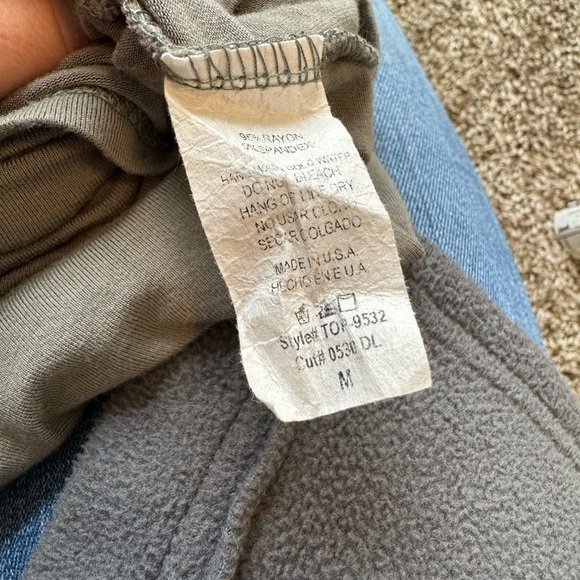 95% RAYON
5% SPANDEX
HAND WASH COLD WATER
DO NOT BLEACH
HANG OF LINE DRY
NO USAR CLORO
SECAR COLGADO
MADE IN U.S.A.
HECHO EN E.U.A.
Style# TOP-9532
Cut# 0530 DL
M